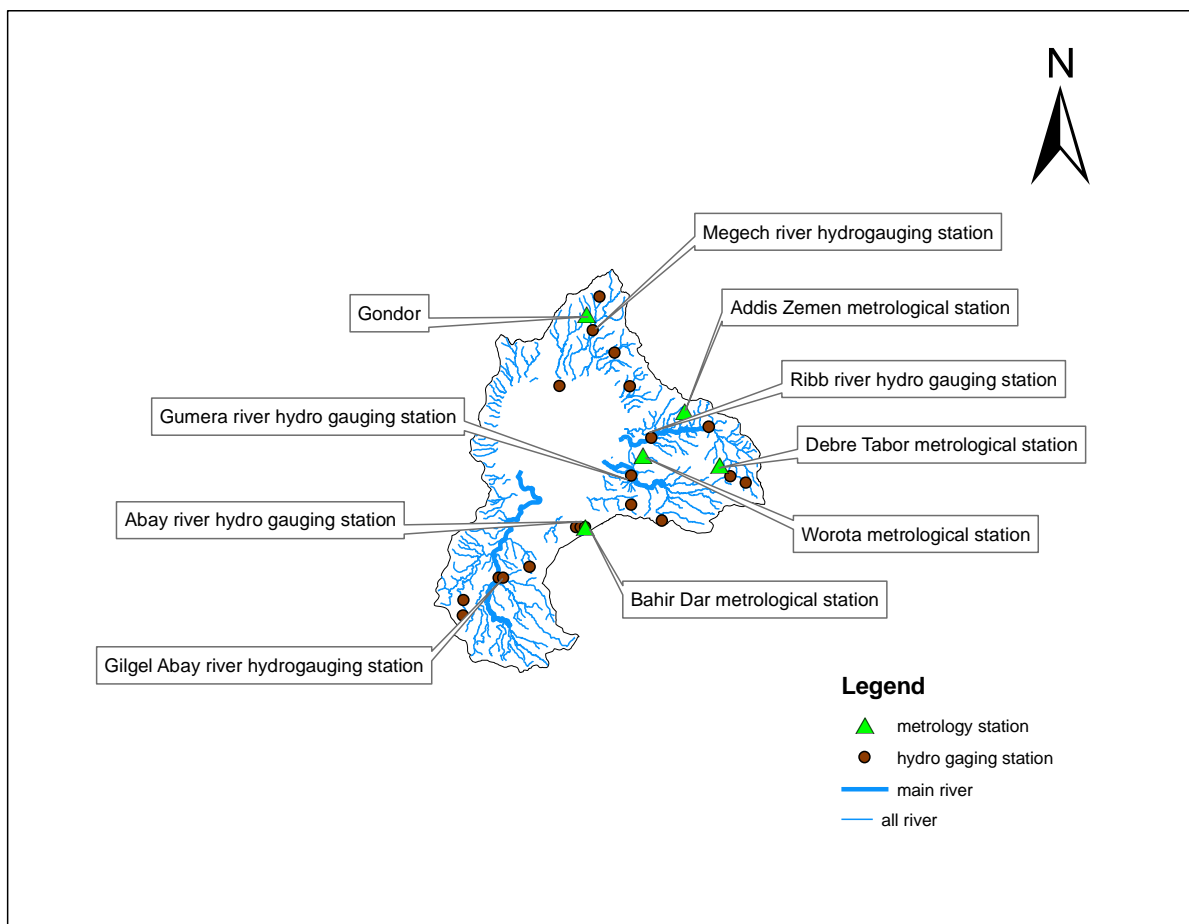 N
Megech river hydrogauging station
Gondor
Addis Zemen metrological station
Ribb river hydro gauging station
Gumera river hydro gauging station
Debre Tabor metrological station
Abay river hydro gauging station
Worota metrological station
Bahir Dar metrological station
Gilgel Abay river hydrogauging station
Legend
metrology station
hydro gaging station
main river
all river